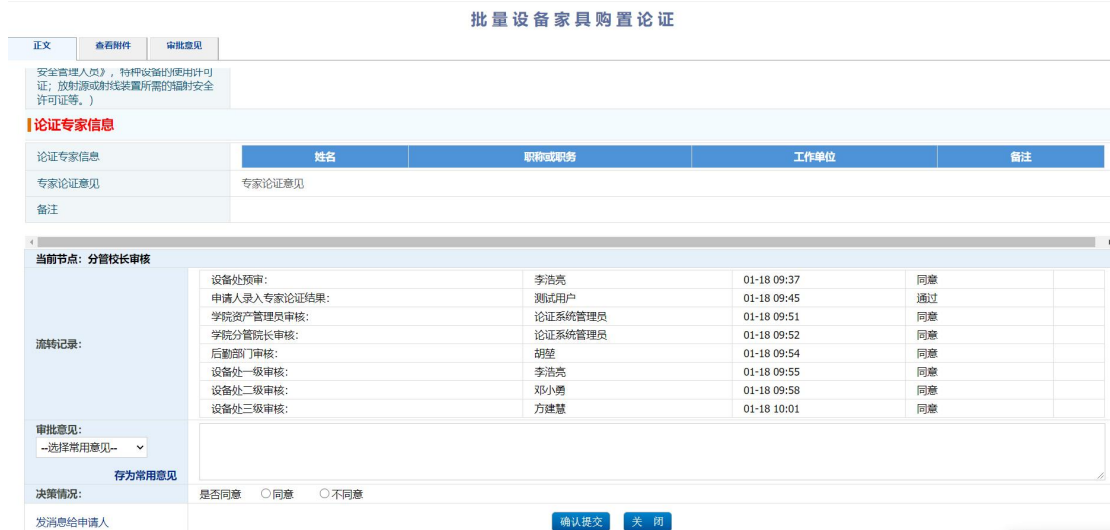 批量设备家具购置论证
正文 查看附件 审批意见
安全管理人员》，特种设备的使用许可
证；放射源或射线装置所需的辐射安全
许可证等。）
论证专家信息
论证专家信息 姓名 职称或职务 工作单位 备注
专家论证意见 专家论证意见
备注
当前节点：分管校长审核
流转记录：
设备处预审： 李浩亮 01-18 09:37 同意
申请人录入专家论证结果： 测试用户 01-18 09:45 通过
学院资产管理员审核： 论证系统管理员 01-18 09:51 同意
学院分管院长审核： 论证系统管理员 01-18 09:52 同意
后勤部门审核： 胡堃 01-18 09:54 同意
设备处一级审核： 李浩亮 01-18 09:55 同意
设备处二级审核： 邓小勇 01-18 09:58 同意
设备处三级审核： 方建慧 01-18 10:01 同意
审批意见：
--选择常用意见--
存为常用意见
决策情况： 是否同意 同意 不同意
发消息给申请人 确认提交 关 闭